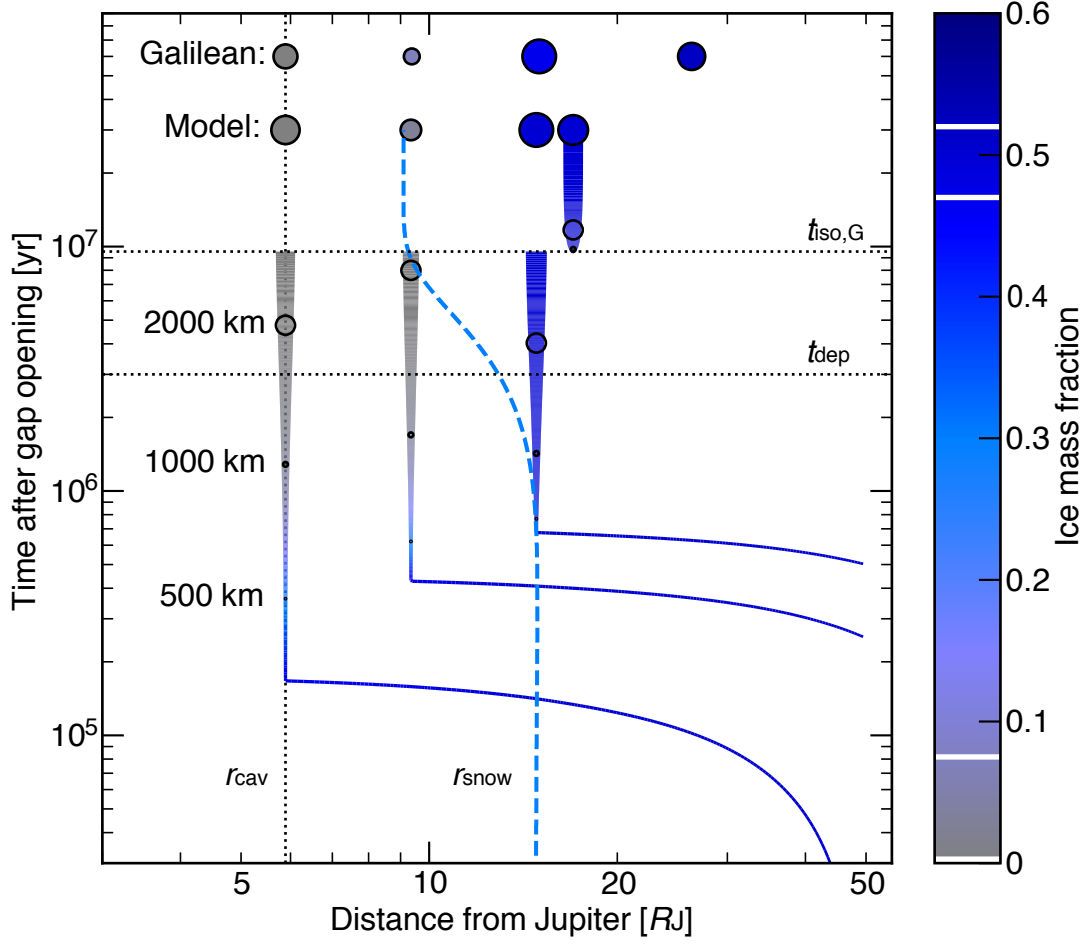 Galilean:
Model:
t_iso,G
2000 km
t_dep
1000 km
500 km
r_cav
r_snow
10^7
10^6
10^5
Time after gap opening [yr]
5
10
20
50
Distance from Jupiter [R_J]
0.6
0.5
0.4
0.3
0.2
0.1
0
Ice mass fraction